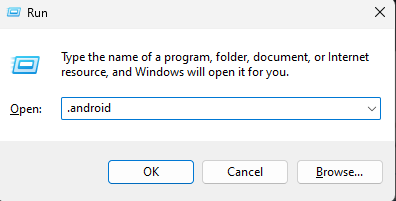 Run
Type the name of a program, folder, document, or Internet
resource, and Windows will open it for you.
Open: .android
OK Cancel Browse...